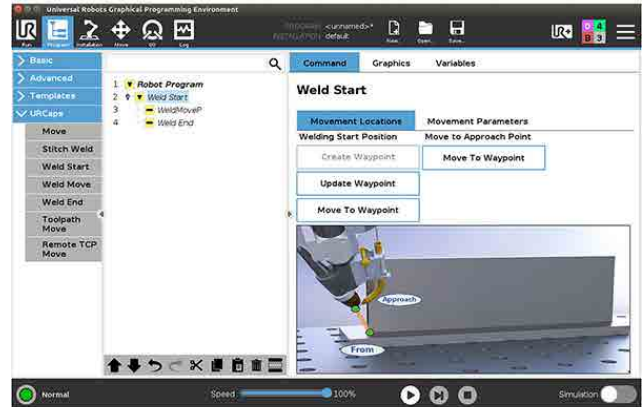 Universal Robots Graphical Programming Environment
UR
Run
Program
Installation
Move
I/O
Log
PROGRAM <unnamed>*
INSTALLATION default
New...
Open...
Save...
UR+
Basic
Advanced
Templates
URCaps
Move
Stitch Weld
Weld Start
Weld Move
Weld End
Toolpath Move
Remote TCP Move
1 Robot Program
2 Weld Start
3 WeldMoveP
4 Weld End
Command Graphics Variables
Weld Start
Movement Locations Movement Parameters
Welding Start Position Move to Approach Point
Create Waypoint Move To Waypoint
Update Waypoint
Move To Waypoint
Approach
From
Normal
Speed 100%
Simulation